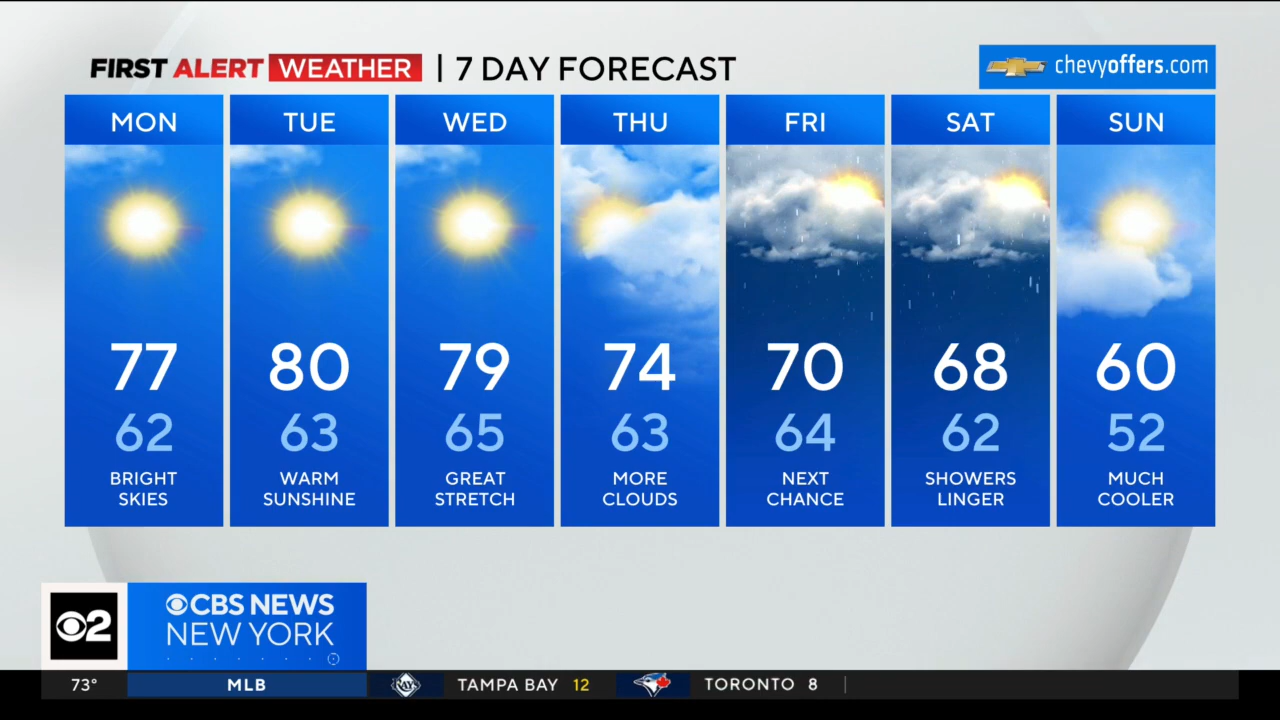 FIRST ALERT WEATHER | 7 DAY FORECAST
chevyoffers.com
MON TUE WED THU FRI SAT SUN
77 80 79 74 70 68 60
62 63 65 63 64 62 52
BRIGHT SKIES
WARM SUNSHINE
GREAT STRETCH
MORE CLOUDS
NEXT CHANCE
SHOWERS LINGER
MUCH COOLER
2
CBS NEWS
NEW YORK
73° MLB RAYS TAMPA BAY 12 TORONTO 8